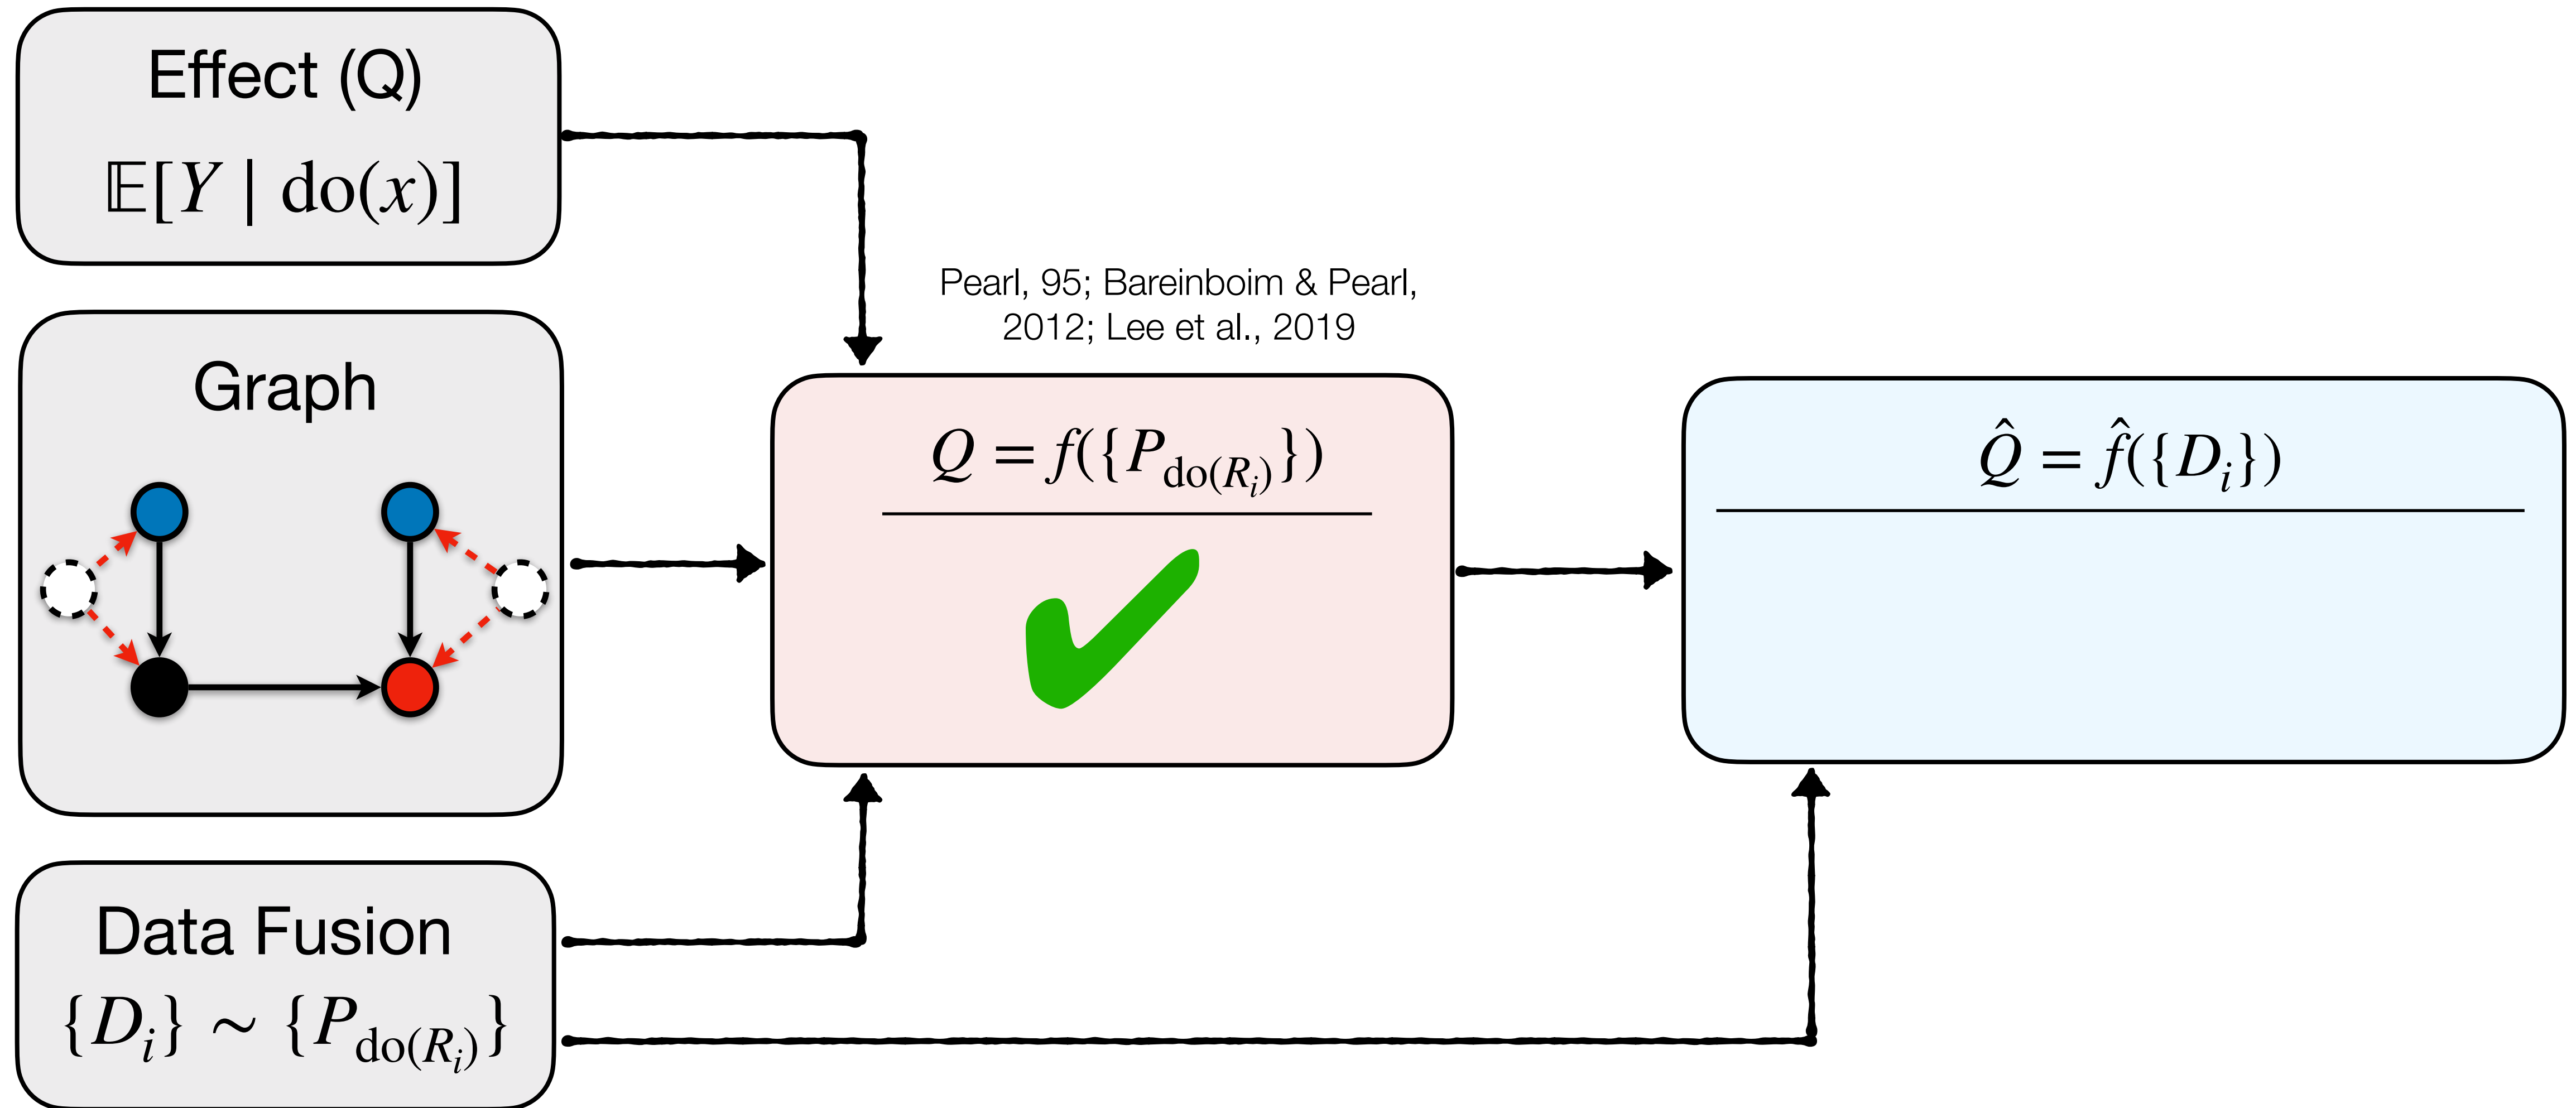 Effect (Q)
𝔼[Y | do(x)]
Graph
Data Fusion
{D_i} ∼ {P_do(R_i)}
Pearl, 95; Bareinboim & Pearl,
2012; Lee et al., 2019
Q = f({P_do(R_i)})
Q̂ = f̂({D_i})